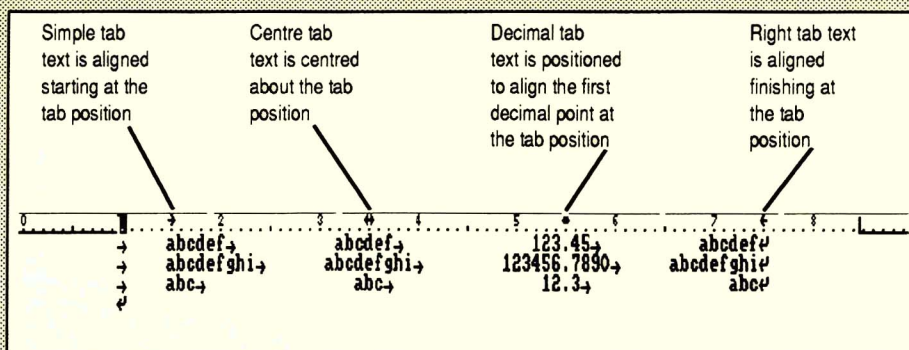 Simple tab
text is aligned
starting at the
tab position
Centre tab
text is centred
about the tab
position
Decimal tab
text is positioned
to align the first
decimal point at
the tab position
Right tab text
is aligned
finishing at
the tab
position
0 2 3 4 5 6 7 8
→ abcdef→ abcdef→ 123.45→ abcdef↵
→ abcdefghi→ abcdefghi→ 123456.7890→ abcdefghi↵
→ abc→ abc→ 12.3→ abc↵
↵